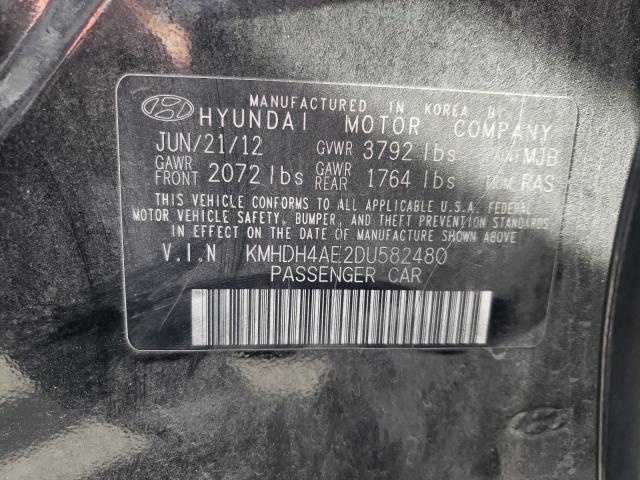 MANUFACTURED IN KOREA BY
HYUNDAI MOTOR COMPANY
JUN/21/12 GVWR 3792 lbs PAINT MJB
GAWR FRONT 2072 lbs GAWR REAR 1764 lbs TRIM RAS
THIS VEHICLE CONFORMS TO ALL APPLICABLE U.S.A. FEDERAL
MOTOR VEHICLE SAFETY, BUMPER, AND THEFT PREVENTION STANDARDS
IN EFFECT ON THE DATE OF MANUFACTURE SHOWN ABOVE.
V.I.N KMHDH4AE2DU582480
PASSENGER CAR